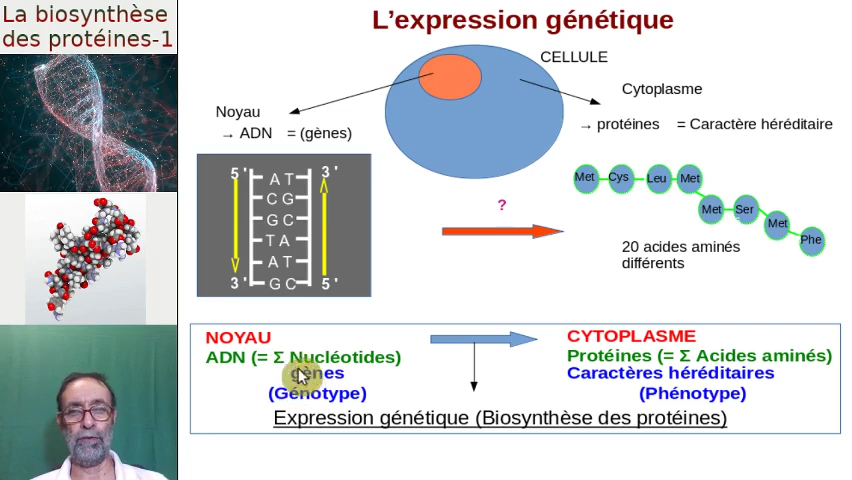 La biosynthèse
des protéines-1
L'expression génétique
CELLULE
Cytoplasme
Noyau
→ ADN = (gènes)
→ protéines = Caractère héréditaire
5 ' 3 '
A T
C G
G C
T A
A T
G C
3 ' 5 '
?
Met Cys Leu Met
Met Ser Met Phe
20 acides aminés
différents
NOYAU
ADN (= Σ Nucléotides)
gènes
(Génotype)
CYTOPLASME
Protéines (= Σ Acides aminés)
Caractères héréditaires
(Phénotype)
Expression génétique (Biosynthèse des protéines)